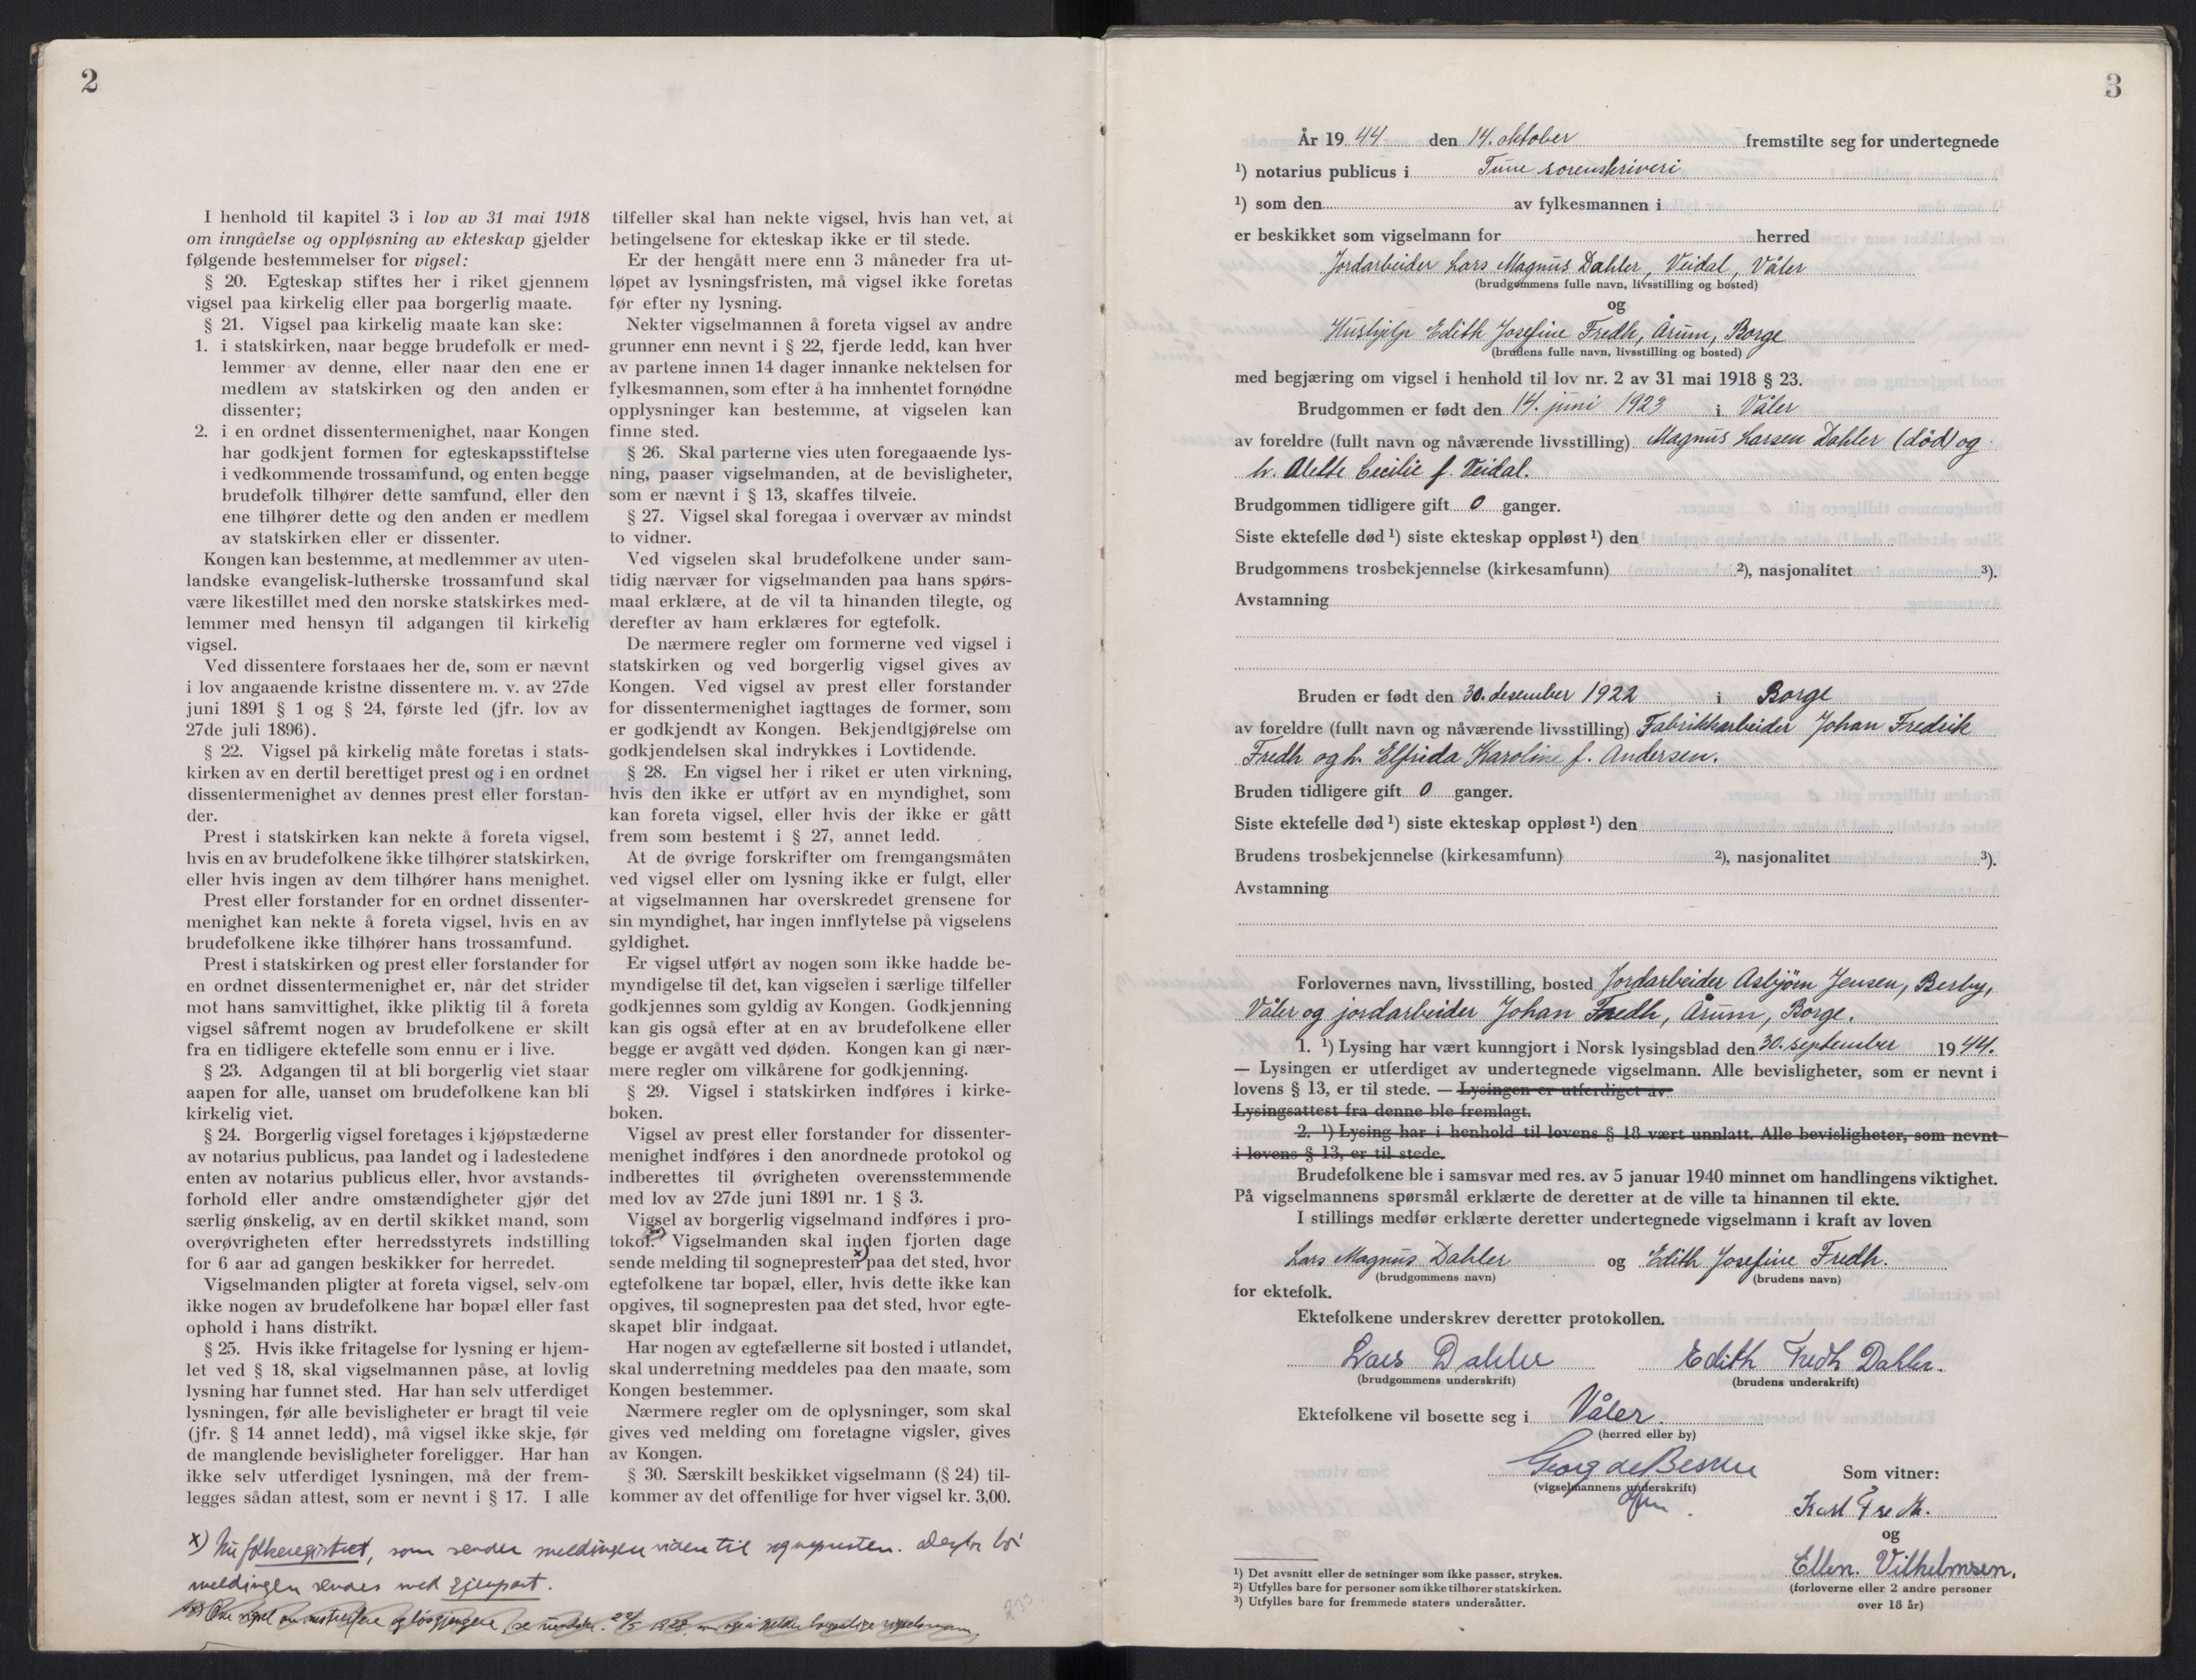 2
I henhold til kapitel 3 i lov av 31 mai 1918
om inngåelse og oppløsning av ekteskap gjelder
følgende bestemmelser for vigsel:
§ 20. Egteskap stiftes her i riket gjennem
vigsel paa kirkelig eller paa borgerlig maate.
§ 21. Vigsel paa kirkelig maate kan ske:
1. i statskirken, naar begge brudefolk er med-
lemmer av denne, eller naar den ene er
medlem av statskirken og den anden er
dissenter;
2. i en ordnet dissentermenighet, naar Kongen
har godkjent formen for egteskapsstiftelse
i vedkommende trossamfund, og enten begge
brudefolk tilhører dette samfund, eller den
ene tilhører dette og den anden er medlem
av statskirken eller er dissenter.
Kongen kan bestemme, at medlemmer av uten-
landske evangelisk-lutherske trossamfund skal
være likestillet med den norske statskirkes med-
lemmer med hensyn til adgangen til kirkelig
vigsel.
Ved dissentere forstaaes her de, som er nævnt
i lov angaaende kristne dissentere m. v. av 27de
juni 1891 § 1 og § 24, første led (jfr. lov av
27de juli 1896).
§ 22. Vigsel på kirkelig måte foretas i stats-
kirken av en dertil berettiget prest og i en ordnet
dissentermenighet av dennes prest eller forstan-
der.
Prest i statskirken kan nekte å foreta vigsel,
hvis en av brudefolkene ikke tilhører statskirken,
eller hvis ingen av dem tilhører hans menighet.
Prest eller forstander for en ordnet dissenter-
menighet kan nekte å foreta vigsel, hvis en av
brudefolkene ikke tilhører hans trossamfund.
Prest i statskirken og prest eller forstander for
en ordnet dissentermenighet er, når det strider
mot hans samvittighet, ikke pliktig til å foreta
vigsel såfremt nogen av brudefolkene er skilt
fra en tidligere ektefelle som ennu er i live.
§ 23. Adgangen til at bli borgerlig viet staar
aapen for alle, uanset om brudefolkene kan bli
kirkelig viet.
§ 24. Borgerlig vigsel foretages i kjøpstæderne
av notarius publicus, paa landet og i ladestedene
enten av notarius publicus eller, hvor avstands-
forhold eller andre omstændigheter gjør det
særlig ønskelig, av en dertil skikket mand, som
overøvrigheten efter herredsstyrets indstilling
for 6 aar ad gangen beskikker for herredet.
Vigselmanden pligter at foreta vigsel, selv om
ikke nogen av brudefolkene har bopæl eller fast
ophold i hans distrikt.
§ 25. Hvis ikke fritagelse for lysning er hjem-
let ved § 18, skal vigselmannen påse, at lovlig
lysning har funnet sted. Har han selv utferdiget
lysningen, før alle bevisligheter er bragt til veie
(jfr. § 14 annet ledd), må vigsel ikke skje, før
de manglende bevisligheter foreligger. Har han
ikke selv utferdiget lysningen, må der frem-
legges sådan attest, som er nevnt i § 17. I alle
tilfeller skal han nekte vigsel, hvis han vet, at
betingelsene for ekteskap ikke er til stede.
Er der hengått mere enn 3 måneder fra ut-
løpet av lysningsfristen, må vigsel ikke foretas
før efter ny lysning.
Nekter vigselmannen å foreta vigsel av andre
grunner enn nevnt i § 22, fjerde ledd, kan hver
av partene innen 14 dager innanke nektelsen for
fylkesmannen, som efter å ha innhentet fornødne
opplysninger kan bestemme, at vigselen kan
finne sted.
§ 26. Skal parterne vies uten foregaaende lys-
ning, paaser vigselmanden, at de bevisligheter,
som er nævnt i § 13, skaffes tilveie.
§ 27. Vigsel skal foregaa i overvær av mindst
to vidner.
Ved vigselen skal brudefolkene under sam-
tidig nærvær for vigselmanden paa hans spørs-
maal erklære, at de vil ta hinanden tilegte, og
derefter av ham erklæres for egtefolk.
De nærmere regler om formerne ved vigsel i
statskirken og ved borgerlig vigsel gives av
Kongen. Ved vigsel av prest eller forstander
for dissentermenighet iagttages de former, som
er godkjendt av Kongen. Bekjendtgjørelse om
godkjendelsen skal indrykkes i Lovtidende.
§ 28. En vigsel her i riket er uten virkning,
hvis den ikke er utført av en myndighet, som
kan foreta vigsel, eller hvis der ikke er gått
frem som bestemt i § 27, annet ledd.
At de øvrige forskrifter om fremgangsmåten
ved vigsel eller om lysning ikke er fulgt, eller
at vigselmannen har overskredet grensene for
sin myndighet, har ingen innflytelse på vigselens
gyldighet.
Er vigsel utført av nogen som ikke hadde be-
myndigelse til det, kan vigselen i særlige tilfeller
godkjennes som gyldig av Kongen. Godkjenning
kan gis også efter at en av brudefolkene eller
begge er avgått ved døden. Kongen kan gi nær-
mere regler om vilkårene for godkjenning.
§ 29. Vigsel i statskirken indføres i kirke-
boken.
Vigsel av prest eller forstander for dissenter-
menighet indføres i den anordnede protokol og
indberettes til øvrigheten overensstemmende
med lov av 27de juni 1891 nr. 1 § 3.
Vigsel av borgerlig vigselmand indføres i pro-
tokol. Vigselmanden skal inden fjorten dage
sende melding til sognepresten x) paa det sted, hvor
egtefolkene tar bopæl, eller, hvis dette ikke kan
opgives, til sognepresten paa det sted, hvor egte-
skapet blir indgaat.
Har nogen av egtefællerne sit bosted i utlandet,
skal underretning meddeles paa den maate, som
Kongen bestemmer.
Nærmere regler om de oplysninger, som skal
gives ved melding om foretagne vigsler, gives
av Kongen.
§ 30. Særskilt beskikket vigselmann (§ 24) til-
kommer av det offentlige for hver vigsel kr. 3,00.
x) Nu folkeregistret, som sender meldingen videre til sognepresten. Derfor bør
meldingen sendes med Ejenpart.
233
3
År 19 44 den 14. oktober fremstilte seg for undertegnede
1) notarius publicus i Tune sorenskriveri
1) som den av fylkesmannen i
er beskikket som vigselmann for herred
Jordarbeider Lars Magnus Dahler, Veidal, Våler
(brudgommens fulle navn, livsstilling og bosted)
og
Hushjelp Edith Josefine Fredh, Årum, Borge
(brudens fulle navn, livsstilling og bosted)
med begjæring om vigsel i henhold til lov nr. 2 av 31 mai 1918 § 23.
Brudgommen er født den 14. juni 1923 i Våler
av foreldre (fullt navn og nåværende livsstilling) Magnus Larsen Dahler (död) og
h. Alette Cecilie f. Veidal.
Brudgommen tidligere gift 0 ganger.
Siste ektefelle død 1) siste ekteskap oppløst 1) den
Brudgommens trosbekjennelse (kirkesamfunn) 2), nasjonalitet 3).
Avstamning
Bruden er født den 30. desember 1922 i Borge
av foreldre (fullt navn og nåværende livsstilling) Fabrikkarbeider Johan Fredrik
Fredh og h. Elfrida Karoline f. Andersen.
Bruden tidligere gift 0 ganger.
Siste ektefelle død 1) siste ekteskap oppløst 1) den
Brudens trosbekjennelse (kirkesamfunn) 2), nasjonalitet 3).
Avstamning
Forlovernes navn, livsstilling, bosted Jordarbeider Asbjörn Jensen, Berby,
Våler og jordarbeider Johan Fredh, Årum, Borge.
1. 1) Lysing har vært kunngjort i Norsk lysingsblad den 30. september 19 44.
— Lysingen er utferdiget av undertegnede vigselmann. Alle bevisligheter, som er nevnt i
lovens § 13, er til stede. — Lysingen er utferdiget av
Lysingsattest fra denne ble fremlagt.
2. 1) Lysing har i henhold til lovens § 18 vært unnlatt. Alle bevisligheter, som nevnt
i lovens § 13, er til stede.
Brudefolkene ble i samsvar med res. av 5 januar 1940 minnet om handlingens viktighet.
På vigselmannens spørsmål erklærte de deretter at de ville ta hinannen til ekte.
I stillings medfør erklærte deretter undertegnede vigselmann i kraft av loven
Lars Magnus Dahler og Edith Josefine Fredh.
(brudgommens navn) (brudens navn)
for ektefolk.
Ektefolkene underskrev deretter protokollen.
Lars Dahler Edith Fredh Dahler.
(brudgommens underskrift) (brudens underskrift)
Ektefolkene vil bosette seg i Våler.
(herred eller by)
Georg de Besche
(vigselmannens underskrift)
Som vitner:
Karl Fredh.
og
Ellen. Vilhelmsen.
(forloverne eller 2 andre personer
over 18 år)
1) Det avsnitt eller de setninger som ikke passer, strykes.
2) Utfylles bare for personer som ikke tilhører statskirken.
3) Utfylles bare for fremmede staters undersåtter.